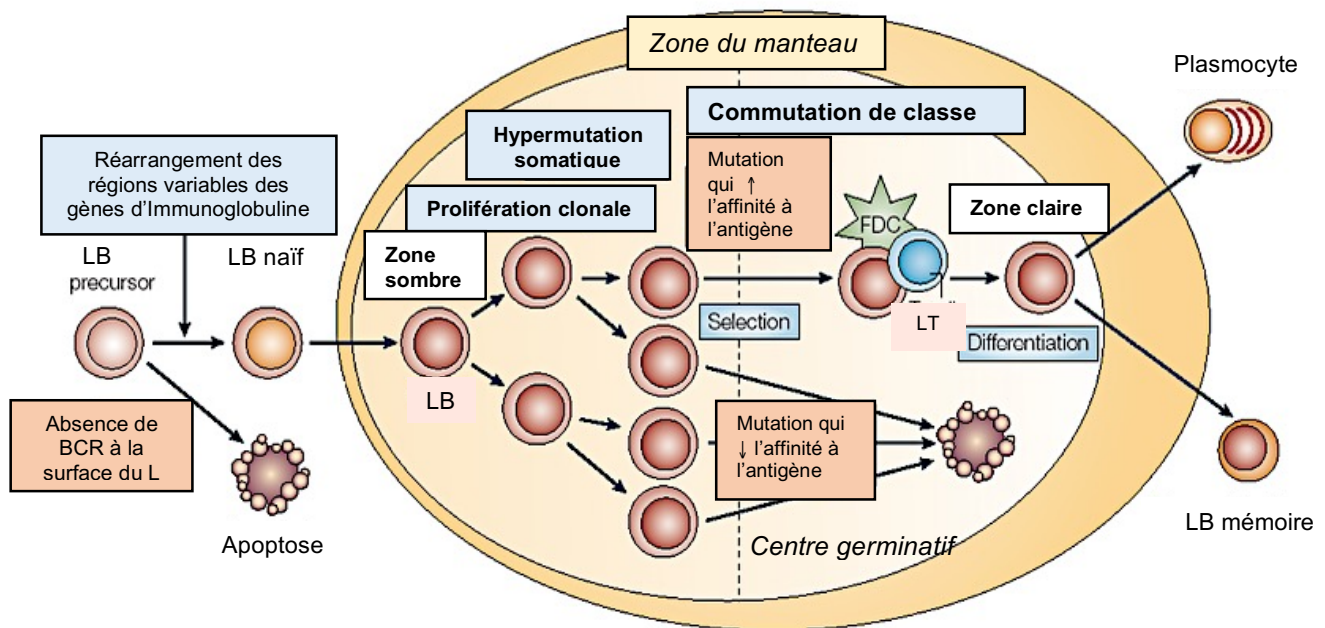 Zone du manteau
Plasmocyte
Commutation de classe
Hypermutation
somatique
Réarrangement des
régions variables des
gènes d'Immunoglobuline
Mutation
qui ↑
l'affinité à
l'antigène
Prolifération clonale
FDC
Zone claire
LB
precursor
LB naïf
Zone
sombre
Selection
LT
Differentiation
LB
Absence de
BCR à la
surface du L
Mutation qui
↓ l'affinité à
l'antigène
Apoptose
Centre germinatif
LB mémoire